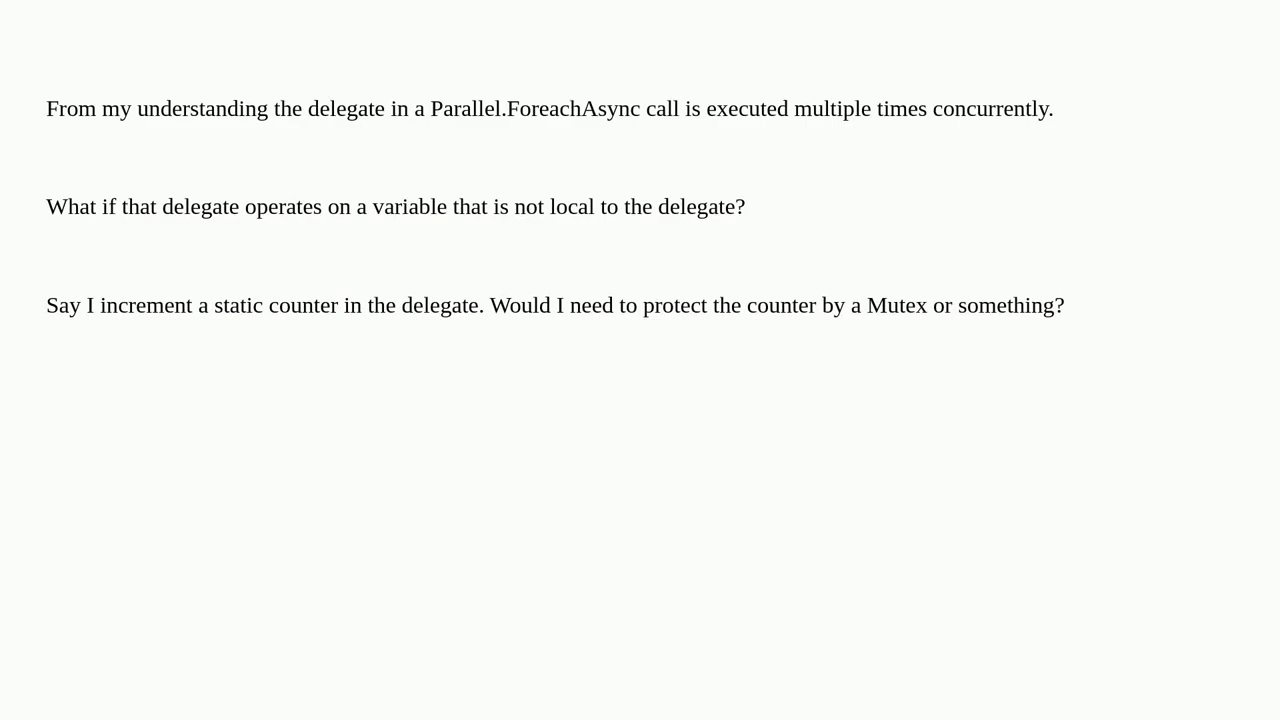 From my understanding the delegate in a Parallel.ForeachAsync call is executed multiple times concurrently.
What if that delegate operates on a variable that is not local to the delegate?
Say I increment a static counter in the delegate. Would I need to protect the counter by a Mutex or something?